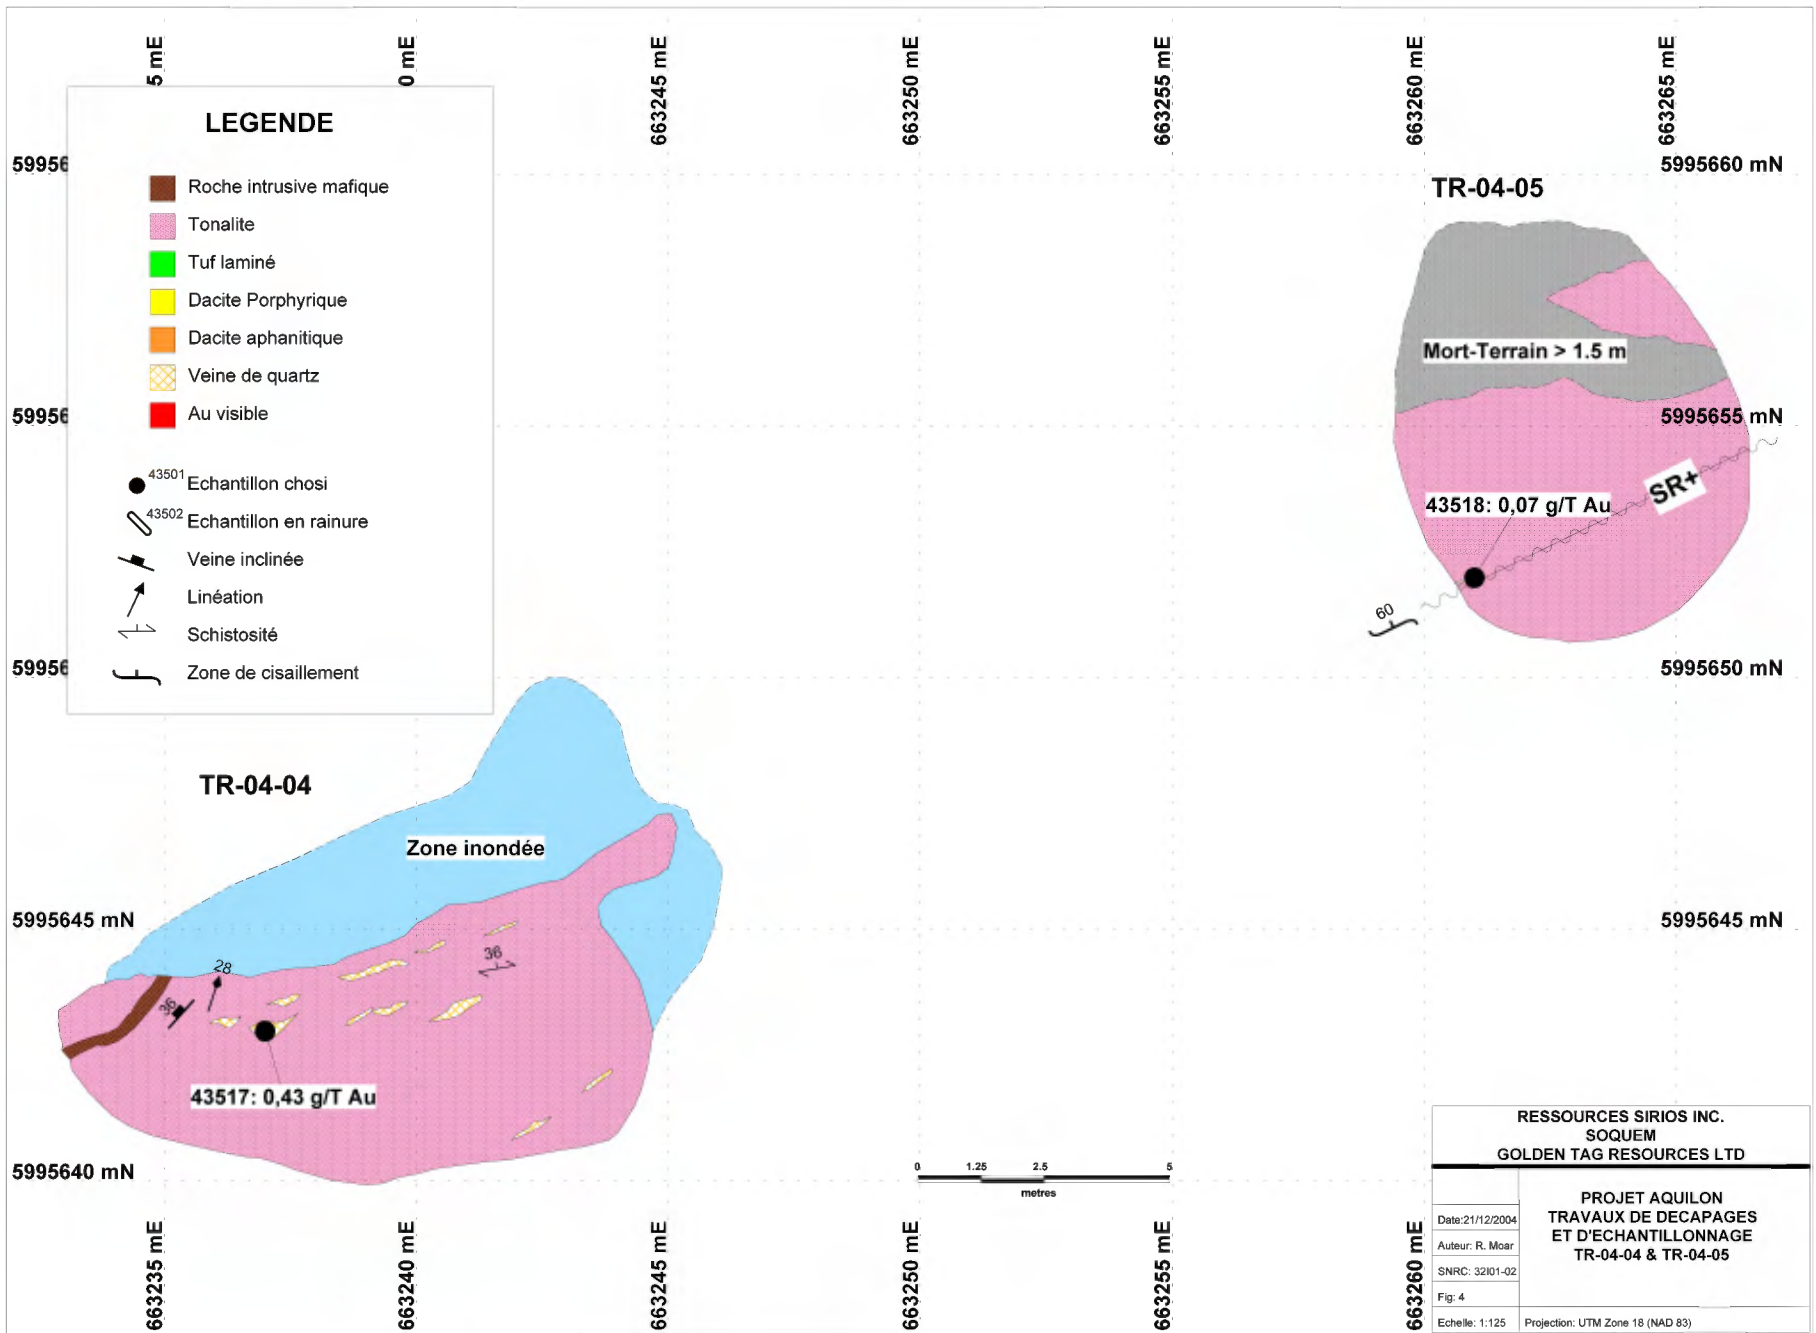 5 mE
0 mE
663245 mE
663250 mE
663255 mE
663260 mE
663265 mE
LEGENDE
Roche intrusive mafique
Tonalite
Tuf laminé
Dacite Porphyrique
Dacite aphanitique
Veine de quartz
Au visible
43501 Echantillon chosi
43502 Echantillon en rainure
Veine inclinée
Linéation
Schistosité
Zone de cisaillement
59956
5995660 mN
TR-04-05
Mort-Terrain > 1.5 m
59956
5995655 mN
SR+
43518: 0,07 g/T Au
60
59956
5995650 mN
TR-04-04
Zone inondée
5995645 mN
5995645 mN
36
28
36
43517: 0,43 g/T Au
5995640 mN
0 1.25 2.5 5
metres
663235 mE
663240 mE
663245 mE
663250 mE
663255 mE
663260 mE
RESSOURCES SIRIOS INC.
SOQUEM
GOLDEN TAG RESOURCES LTD
PROJET AQUILON
TRAVAUX DE DECAPAGES
ET D'ECHANTILLONNAGE
TR-04-04 & TR-04-05
Date:21/12/2004
Auteur: R. Moar
SNRC: 32I01-02
Fig: 4
Echelle: 1:125
Projection: UTM Zone 18 (NAD 83)